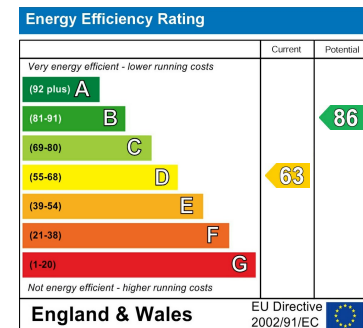 Energy Efficiency Rating
Current Potential
Very energy efficient - lower running costs
(92 plus) A
(81-91) B
86
(69-80) C
(55-68) D
63
(39-54) E
(21-38) F
(1-20) G
Not energy efficient - higher running costs
England & Wales
EU Directive
2002/91/EC